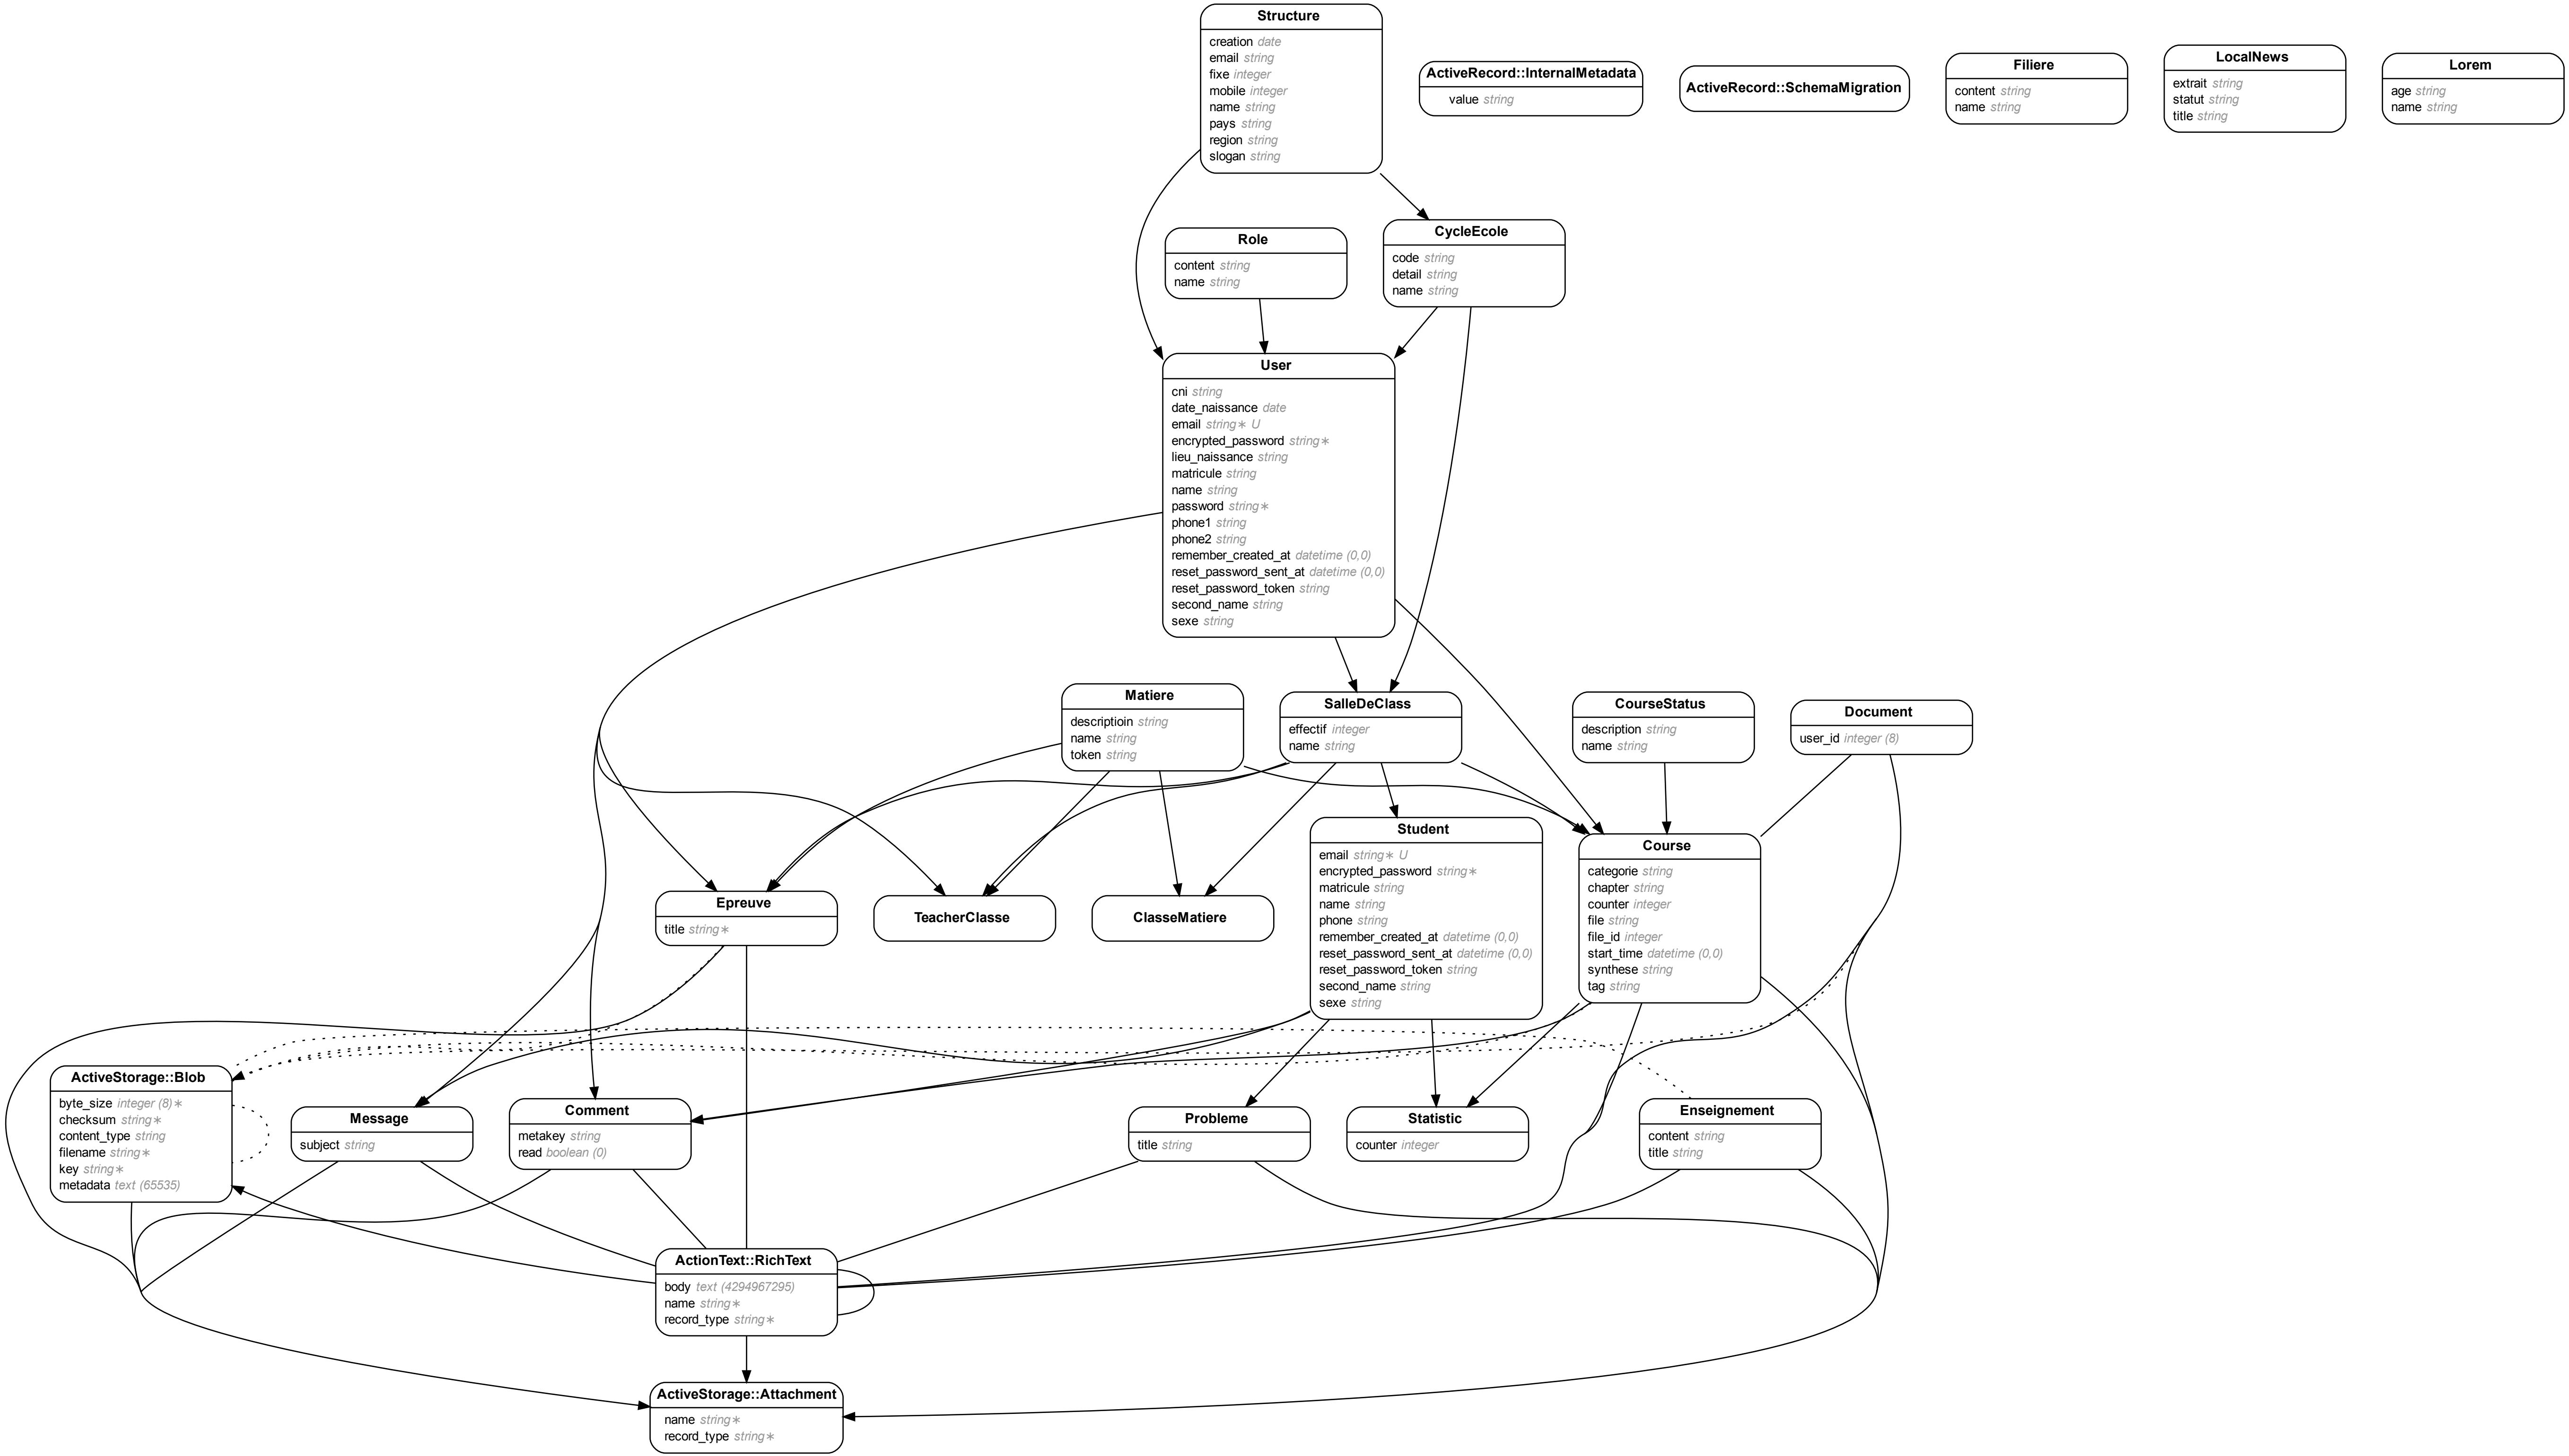 Structure
creation date
email string
fixe integer
mobile integer
name string
pays string
region string
slogan string
ActiveRecord::InternalMetadata
value string
ActiveRecord::SchemaMigration
Filiere
content string
name string
LocalNews
extrait string
statut string
title string
Lorem
age string
name string
Role
content string
name string
CycleEcole
code string
detail string
name string
User
cni string
date_naissance date
email string∗ U
encrypted_password string∗
lieu_naissance string
matricule string
name string
password string∗
phone1 string
phone2 string
remember_created_at datetime (0,0)
reset_password_sent_at datetime (0,0)
reset_password_token string
second_name string
sexe string
Matiere
descriptioin string
name string
token string
SalleDeClass
effectif integer
name string
CourseStatus
description string
name string
Document
user_id integer (8)
Epreuve
title string∗
TeacherClasse
ClasseMatiere
Student
email string∗ U
encrypted_password string∗
matricule string
name string
phone string
remember_created_at datetime (0,0)
reset_password_sent_at datetime (0,0)
reset_password_token string
second_name string
sexe string
Course
categorie string
chapter string
counter integer
file string
file_id integer
start_time datetime (0,0)
synthese string
tag string
ActiveStorage::Blob
byte_size integer (8)∗
checksum string∗
content_type string
filename string∗
key string∗
metadata text (65535)
Message
subject string
Comment
metakey string
read boolean (0)
Probleme
title string
Statistic
counter integer
Enseignement
content string
title string
ActionText::RichText
body text (4294967295)
name string∗
record_type string∗
ActiveStorage::Attachment
name string∗
record_type string∗